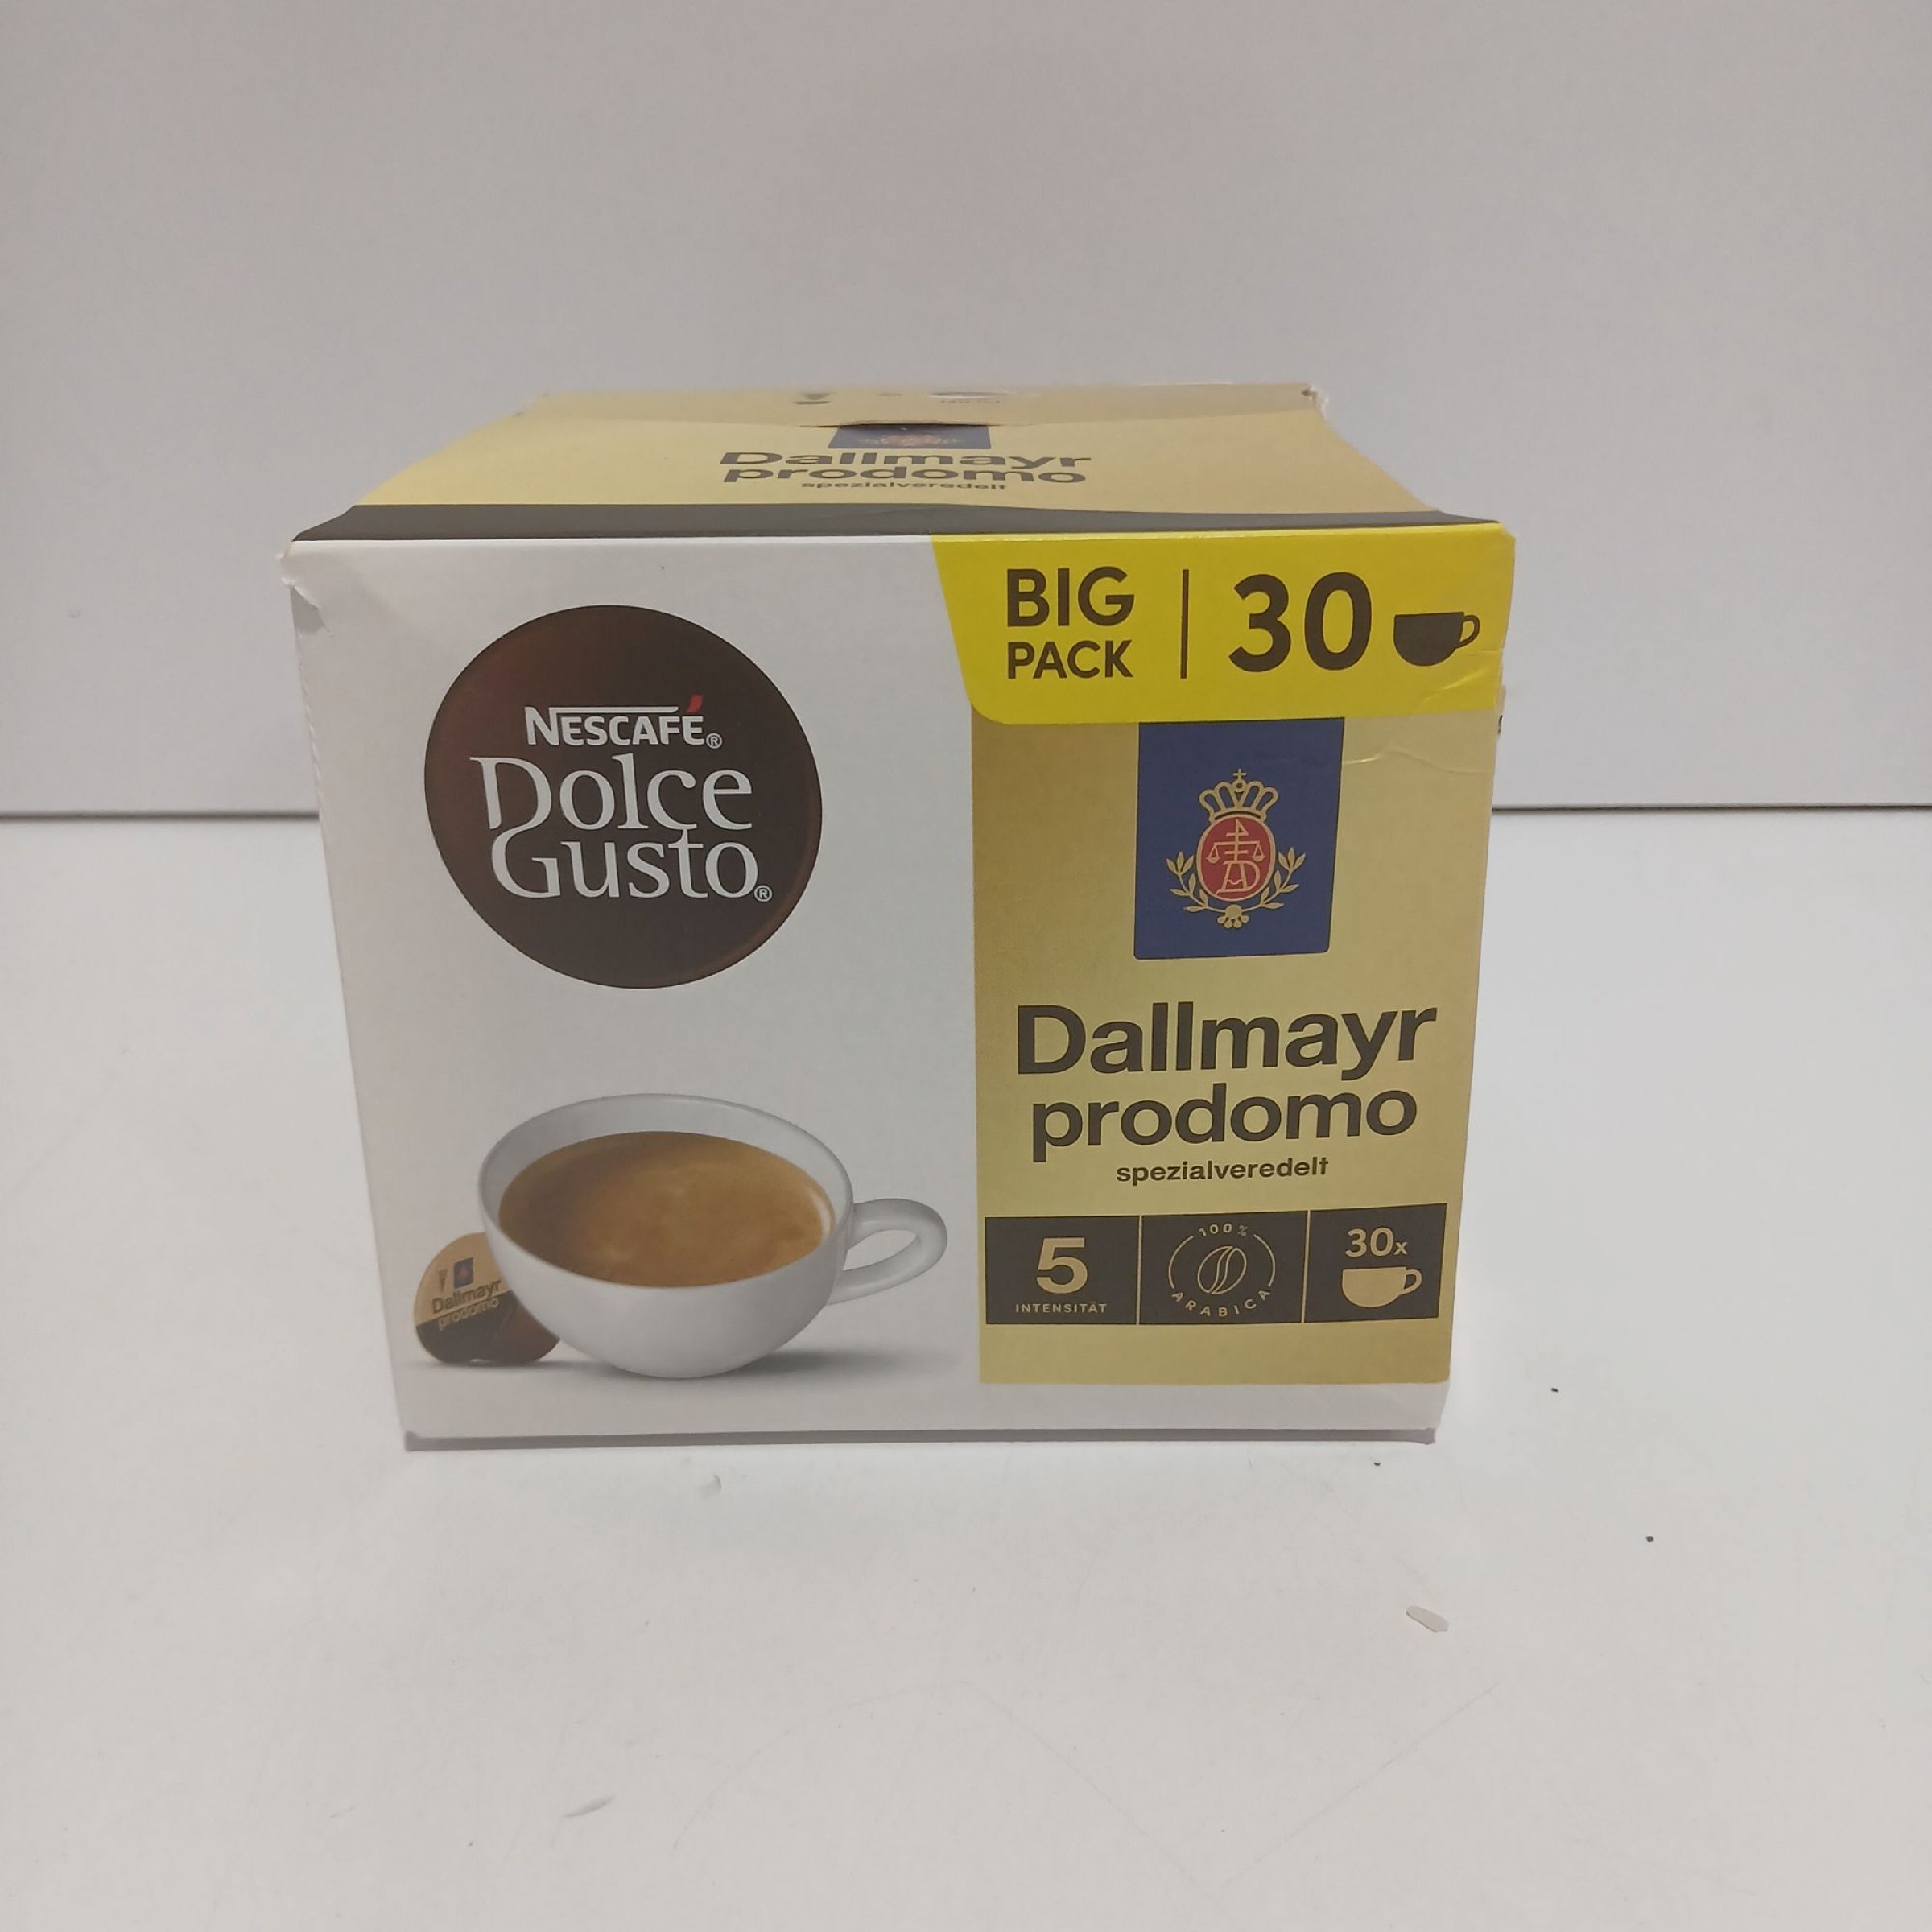 Dallmayr
prodomo
spezialveredelt
BIG
PACK
30
NESCAFÉ®
Dolce
Gusto®
Dallmayr
prodomo
spezialveredelt
5
INTENSITÄT
100%
ARABICA
30x
Dallmayr
prodomo